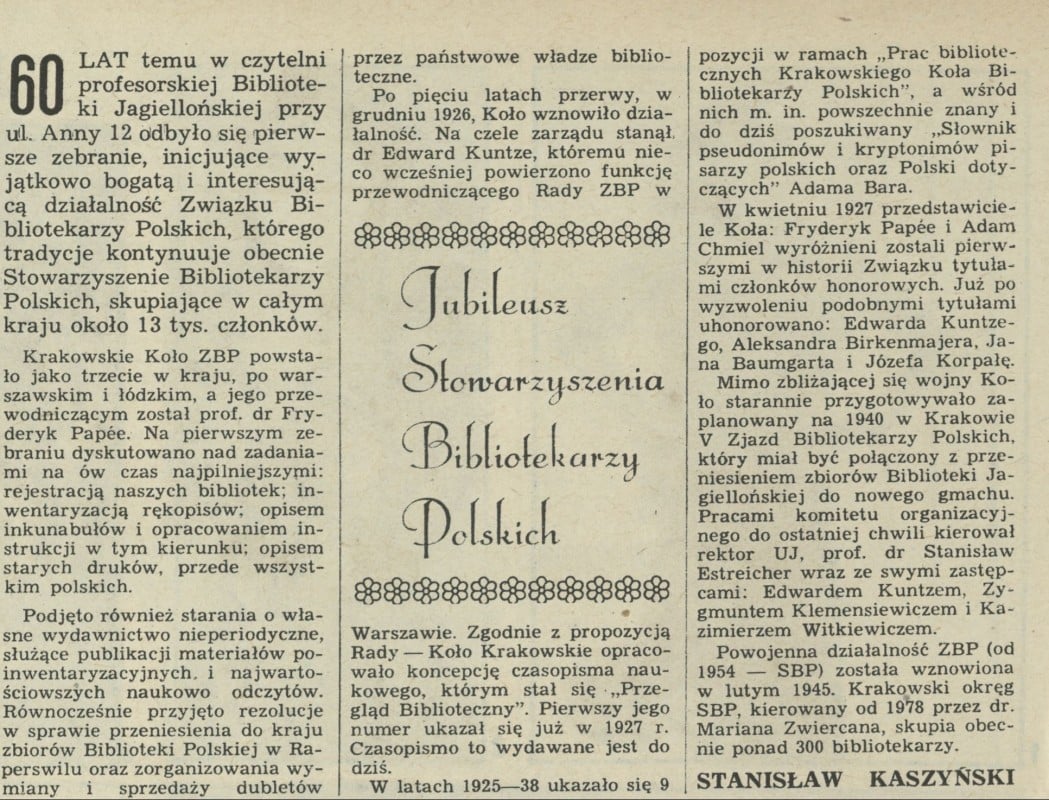 60 LAT temu w czytelni
profesorskiej Bibliote-
ki Jagiellońskiej przy
ul. Anny 12 odbyło się pierw-
sze zebranie, inicjujące wy-
jątkowo bogatą i interesują-
cą działalność Związku Bi-
bliotekarzy Polskich, którego
tradycje kontynuuje obecnie
Stowarzyszenie Bibliotekarzy
Polskich, skupiające w całym
kraju około 13 tys. członków.
Krakowskie Koło ZBP powsta-
ło jako trzecie w kraju, po war-
szawskim i łódzkim, a jego prze-
wodniczącym został prof. dr Fry-
deryk Papée. Na pierwszym ze-
braniu dyskutowano nad zadania-
mi na ów czas najpilniejszymi:
rejestracją naszych bibliotek; in-
wentaryzacją rękopisów; opisem
inkunabułów i opracowaniem in-
strukcji w tym kierunku; opisem
starych druków, przede wszyst-
kim polskich.
Podjęto również starania o wła-
sne wydawnictwo nieperiodyczne,
służące publikacji materiałów po-
inwentaryzacyjnych i najwarto-
ściowszych naukowo odczytów.
Równocześnie przyjęto rezolucje
w sprawie przeniesienia do kraju
zbiorów Biblioteki Polskiej w Ra-
perswilu oraz zorganizowania wy-
miany i sprzedaży dubletów
przez państwowe władze biblio-
teczne.
Po pięciu latach przerwy, w
grudniu 1926, Koło wznowiło dzia-
łalność. Na czele zarządu stanął
dr Edward Kuntze, któremu nie-
co wcześniej powierzono funkcję
przewodniczącego Rady ZBP w
Jubileusz
Stowarzyszenia
Bibliotekarzy
Polskich
Warszawie. Zgodnie z propozycją
Rady — Koło Krakowskie opraco-
wało koncepcję czasopisma nau-
kowego, którym stał się „Prze-
gląd Biblioteczny”. Pierwszy jego
numer ukazał się już w 1927 r.
Czasopismo to wydawane jest do
dziś.
W latach 1925—38 ukazało się 9
pozycji w ramach „Prac bibliote-
cznych Krakowskiego Koła Bi-
bliotekarzy Polskich”, a wśród
nich m. in. powszechnie znany i
do dziś poszukiwany „Słownik
pseudonimów i kryptonimów pi-
sarzy polskich oraz Polski doty-
czących” Adama Bara.
W kwietniu 1927 przedstawicie-
le Koła: Fryderyk Papée i Adam
Chmiel wyróżnieni zostali pierw-
szymi w historii Związku tytuła-
mi członków honorowych. Już po
wyzwoleniu podobnymi tytułami
uhonorowano: Edwarda Kuntze-
go, Aleksandra Birkenmajera, Ja-
na Baumgarta i Józefa Korpałę.
Mimo zbliżającej się wojny Ko-
ło starannie przygotowywało za-
planowany na 1940 w Krakowie
V Zjazd Bibliotekarzy Polskich,
który miał być połączony z prze-
niesieniem zbiorów Biblioteki Ja-
giellońskiej do nowego gmachu.
Pracami komitetu organizacyj-
nego do ostatniej chwili kierował
rektor UJ, prof. dr Stanisław
Estreicher wraz ze swymi zastęp-
cami: Edwardem Kuntzem, Zy-
gmuntem Klemensiewiczem i Ka-
zimierzem Witkiewiczem.
Powojenna działalność ZBP (od
1954 — SBP) została wznowiona
w lutym 1945. Krakowski okręg
SBP, kierowany od 1978 przez dr.
Mariana Zwiercana, skupia obec-
nie ponad 300 bibliotekarzy.
STANISŁAW KASZYŃSKI